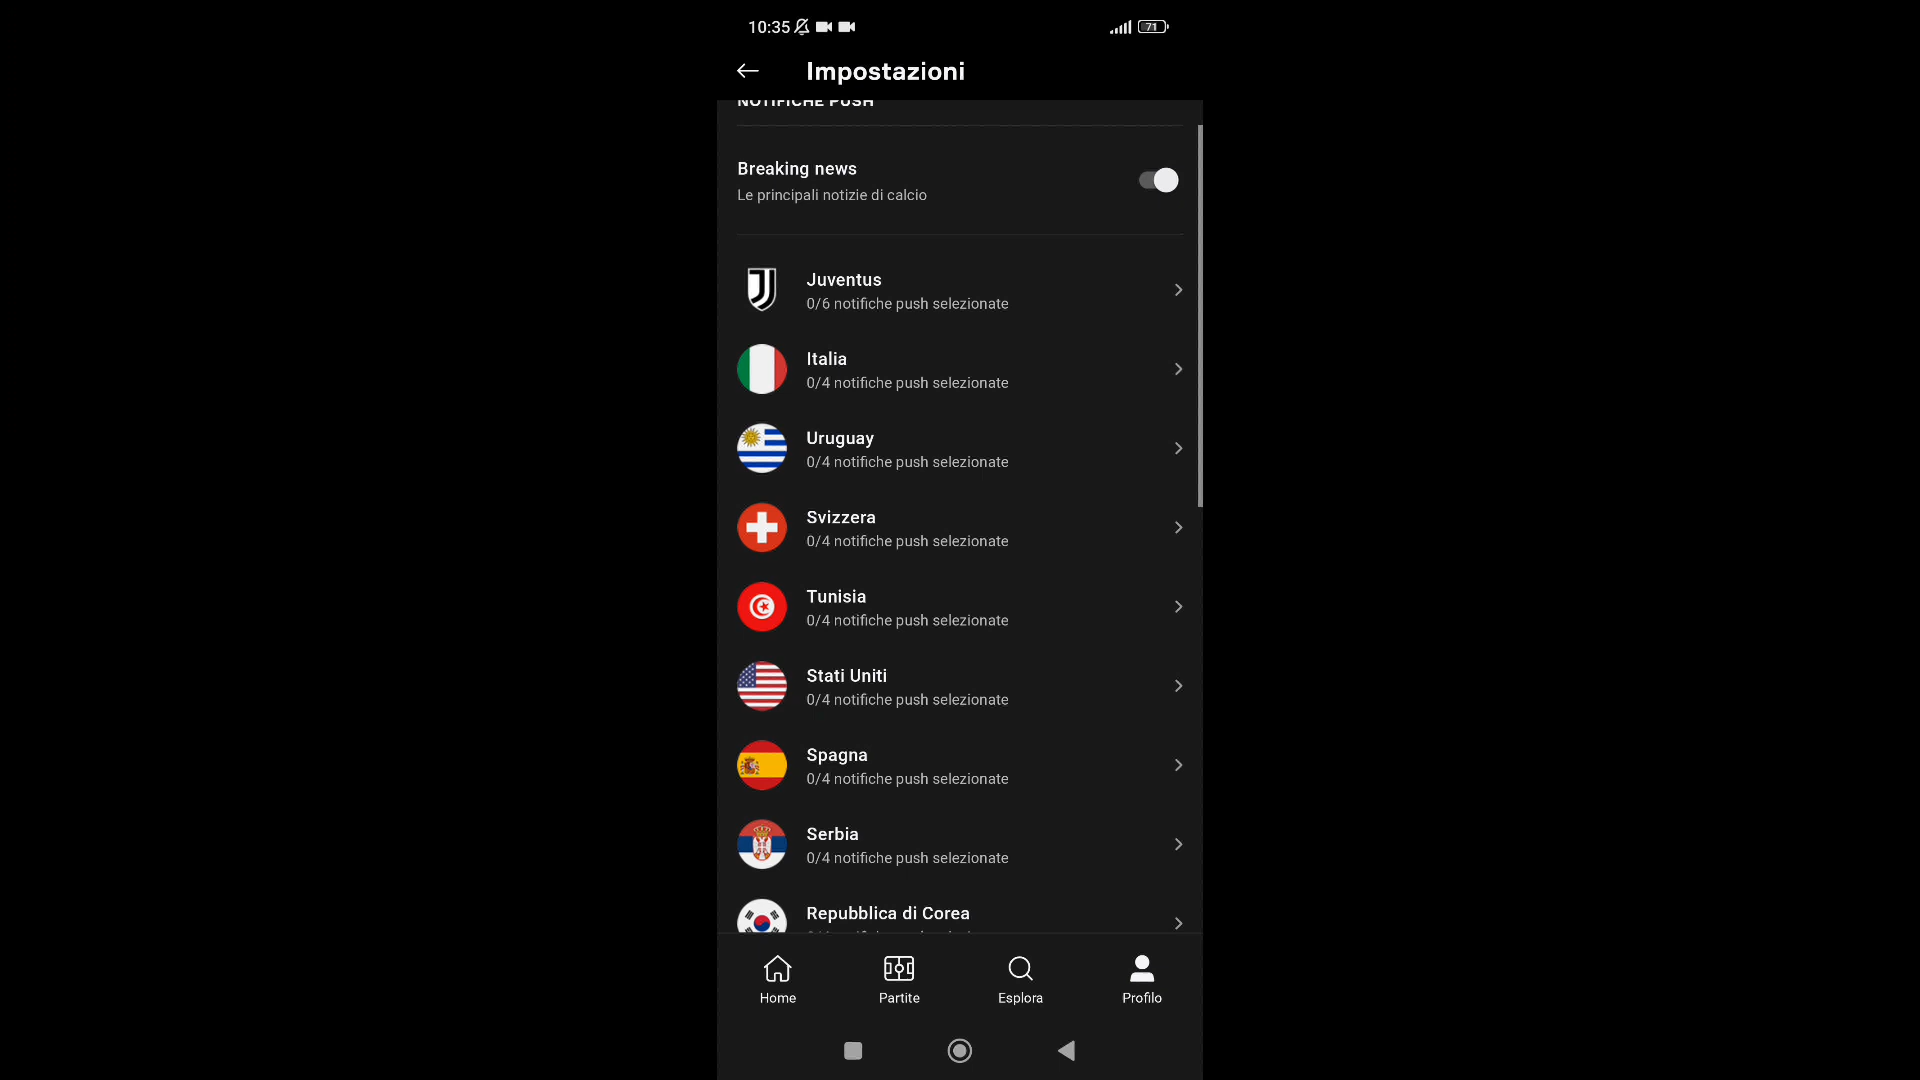 10:35
71
Impostazioni
NOTIFICHE PUSH
Breaking news
Le principali notizie di calcio
Juventus
0/6 notifiche push selezionate
Italia
0/4 notifiche push selezionate
Uruguay
0/4 notifiche push selezionate
Svizzera
0/4 notifiche push selezionate
Tunisia
0/4 notifiche push selezionate
Stati Uniti
0/4 notifiche push selezionate
Spagna
0/4 notifiche push selezionate
Serbia
0/4 notifiche push selezionate
Repubblica di Corea
Home
Partite
Esplora
Profilo